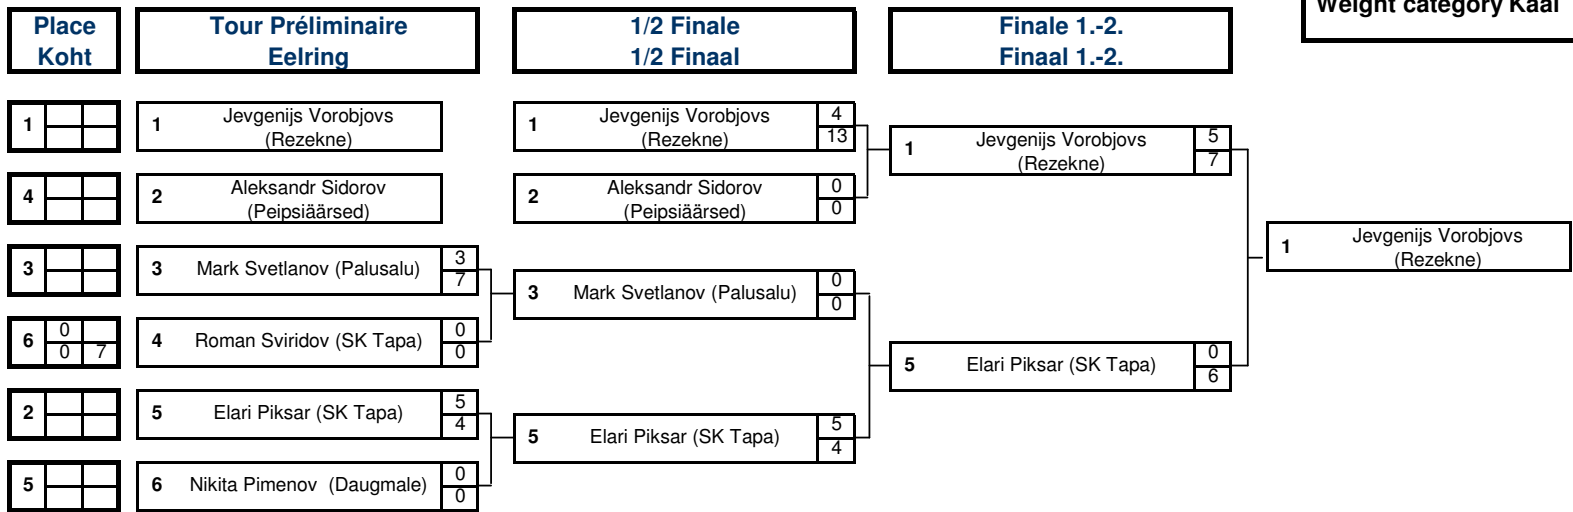 Weight category Kaal
Place
Koht
Tour Préliminaire
Eelring
1/2 Finale
1/2 Finaal
Finale 1.-2.
Finaal 1.-2.
1
1
Jevgenijs Vorobjovs
(Rezekne)
1
Jevgenijs Vorobjovs
(Rezekne)
4
13
1
Jevgenijs Vorobjovs
(Rezekne)
5
7
4
2
Aleksandr Sidorov
(Peipsiäärsed)
2
Aleksandr Sidorov
(Peipsiäärsed)
0
0
1
Jevgenijs Vorobjovs
(Rezekne)
3
3 Mark Svetlanov (Palusalu)
3
7
3 Mark Svetlanov (Palusalu)
0
0
6
0
0 7
4 Roman Sviridov (SK Tapa)
0
0
5 Elari Piksar (SK Tapa)
0
6
2
5 Elari Piksar (SK Tapa)
5
4
5 Elari Piksar (SK Tapa)
5
4
5
6 Nikita Pimenov (Daugmale)
0
0